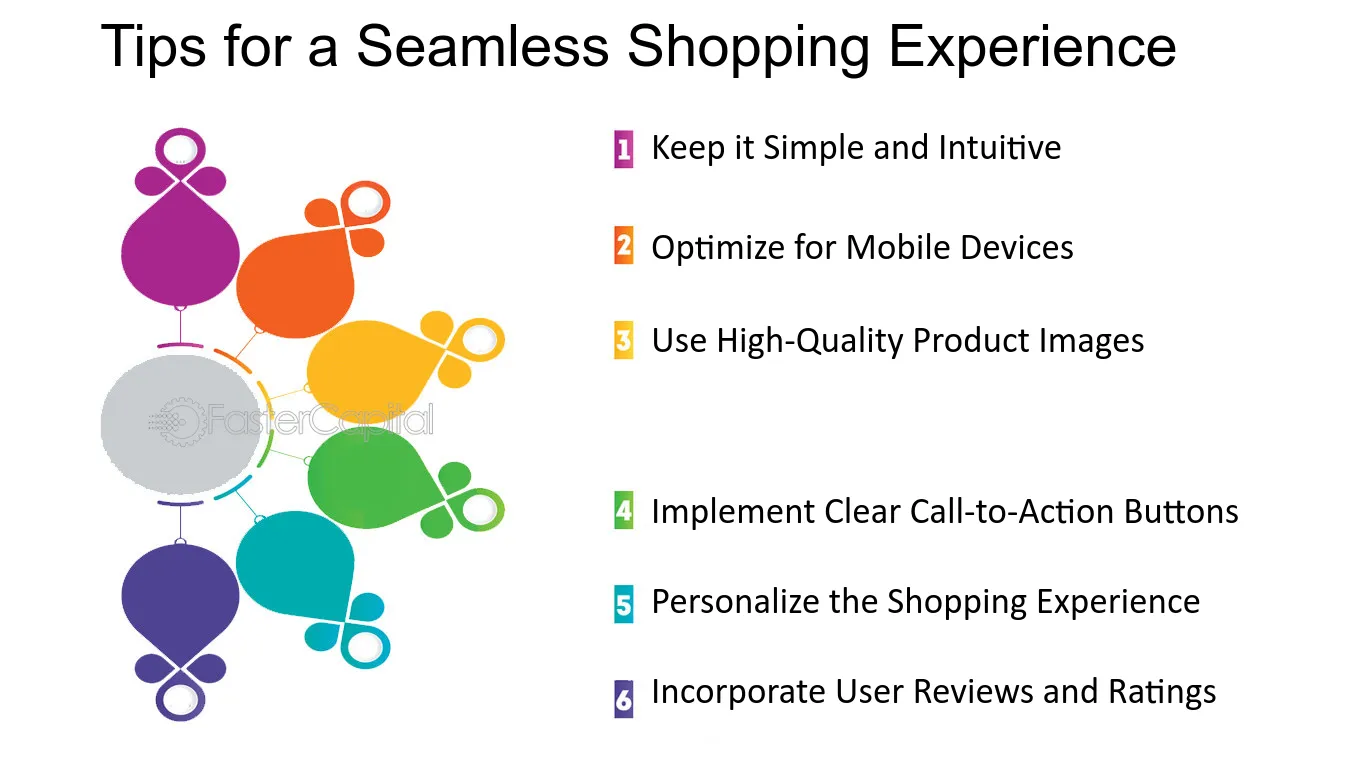 Tips for a Seamless Shopping Experience
1 Keep it Simple and Intuitive
2 Optimize for Mobile Devices
3 Use High-Quality Product Images
FasterCapital
4 Implement Clear Call-to-Action Buttons
5 Personalize the Shopping Experience
6 Incorporate User Reviews and Ratings